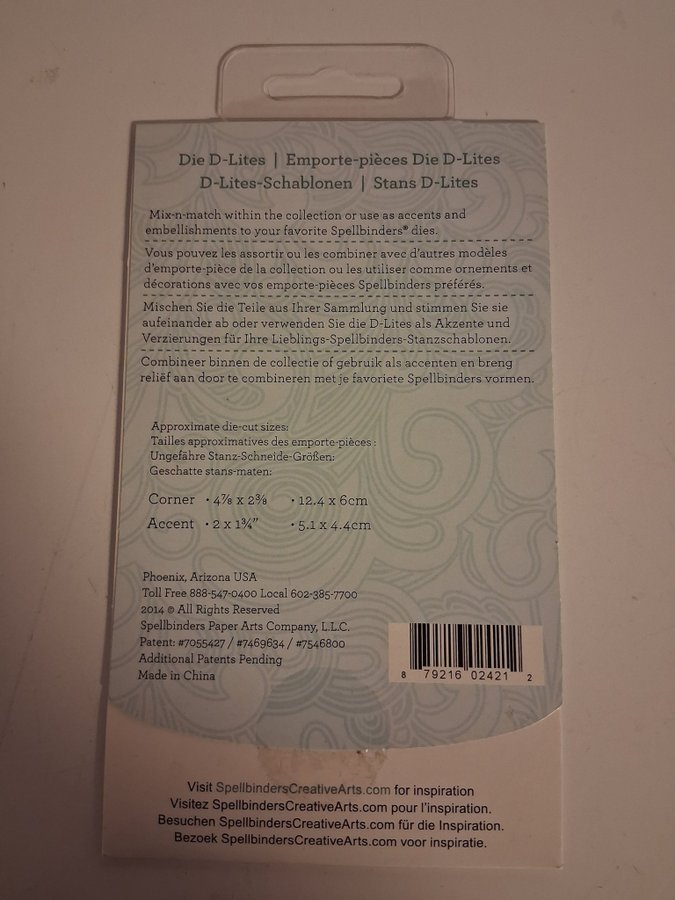 Die D-Lites | Emporte-pièces Die D-Lites
D-Lites-Schablonen | Stans D-Lites
Mix-n-match within the collection or use as accents and
embellishments to your favorite Spellbinders® dies.
Vous pouvez les assortir ou les combiner avec d'autres modèles
d'emporte-pièce de la collection ou les utiliser comme ornements et
décorations avec vos emporte-pièces Spellbinders préférés.
Mischen Sie die Teile aus Ihrer Sammlung und stimmen Sie sie
aufeinander ab oder verwenden Sie die D-Lites als Akzente und
Verzierungen für Ihre Lieblings-Spellbinders-Stanzschablonen.
Combineer binnen de collectie of gebruik als accenten en breng
reliëf aan door te combineren met je favoriete Spellbinders vormen.
Approximate die-cut sizes:
Tailles approximatives des emporte-pièces :
Ungefähre Stanz-Schneide-Größen:
Geschatte stans-maten:
Corner • 4⅞ x 2⅜ • 12.4 x 6cm
Accent • 2 x 1¾" • 5.1 x 4.4cm
Phoenix, Arizona USA
Toll Free 888-547-0400 Local 602-385-7700
2014 © All Rights Reserved
Spellbinders Paper Arts Company, L.L.C.
Patent: #7055427 / #7469634 / #7546800
Additional Patents Pending
Made in China
8 79216 02421 2
Visit SpellbindersCreativeArts.com for inspiration
Visitez SpellbindersCreativeArts.com pour l'inspiration.
Besuchen SpellbindersCreativeArts.com für die Inspiration.
Bezoek SpellbindersCreativeArts.com voor inspiratie.